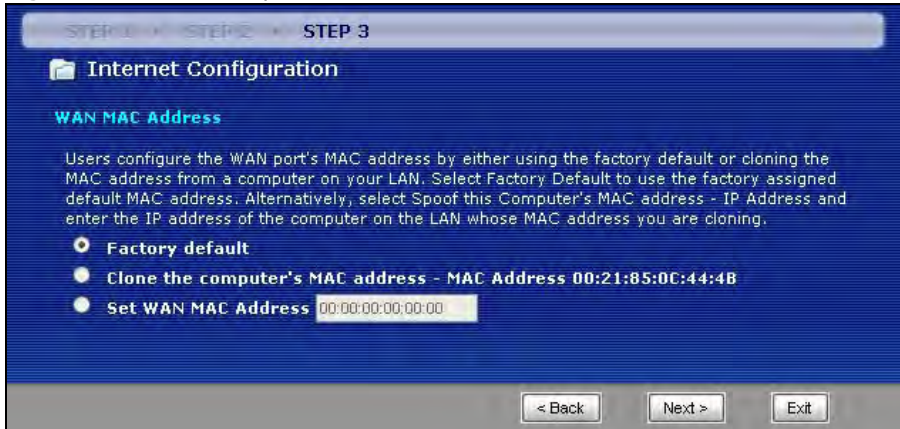 STEP 1 STEP 2 STEP 3
Internet Configuration
WAN MAC Address
Users configure the WAN port's MAC address by either using the factory default or cloning the
MAC address from a computer on your LAN. Select Factory Default to use the factory assigned
default MAC address. Alternatively, select Spoof this Computer's MAC address - IP Address and
enter the IP address of the computer on the LAN whose MAC address you are cloning.
Factory default
Clone the computer's MAC address - MAC Address 00:21:85:0C:44:4B
Set WAN MAC Address 00:00:00:00:00:00
< Back Next > Exit